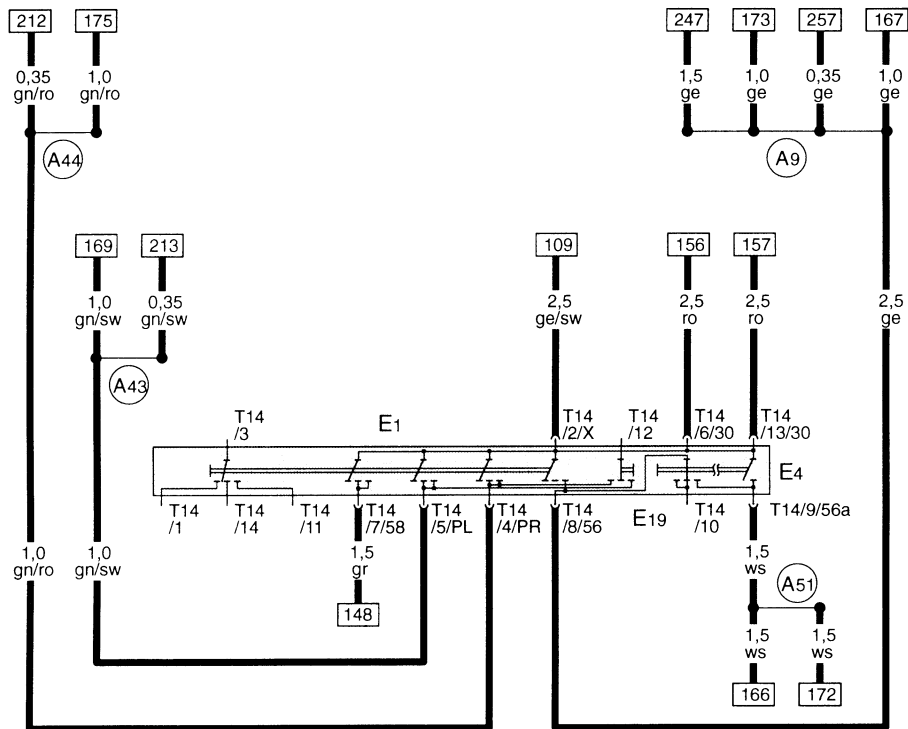 212 175 247 173 257 167
0,35 1,0 1,5 1,0 0,35 1,0
gn/ro gn/ro ge ge ge ge
A44 A9
169 213 109 156 157
1,0 0,35 2,5 2,5 2,5 2,5
gn/sw gn/sw ge/sw ro ro ge
A43
T14 E1 T14 T14 T14 T14
/3 /2/X /12 /6/30 /13/30
E4
T14 T14 T14 T14 T14 E19 T14 T14/9/56a
/1 /14 /11 /7/58 /5/PL /4/PR /8/56 /10
1,0 1,0 1,5 1,5
gn/ro gn/sw gr ws
A51
148
1,5 1,5
ws ws
166 172